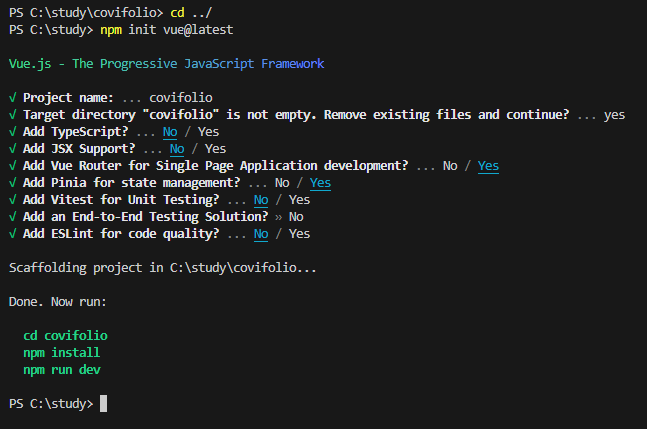 PS C:\study\covifolio> cd ../
PS C:\study> npm init vue@latest
Vue.js - The Progressive JavaScript Framework
√ Project name: ... covifolio
√ Target directory "covifolio" is not empty. Remove existing files and continue? ... yes
√ Add TypeScript? ... No / Yes
√ Add JSX Support? ... No / Yes
√ Add Vue Router for Single Page Application development? ... No / Yes
√ Add Pinia for state management? ... No / Yes
√ Add Vitest for Unit Testing? ... No / Yes
√ Add an End-to-End Testing Solution? » No
√ Add ESLint for code quality? ... No / Yes
Scaffolding project in C:\study\covifolio...
Done. Now run:
cd covifolio
npm install
npm run dev
PS C:\study>